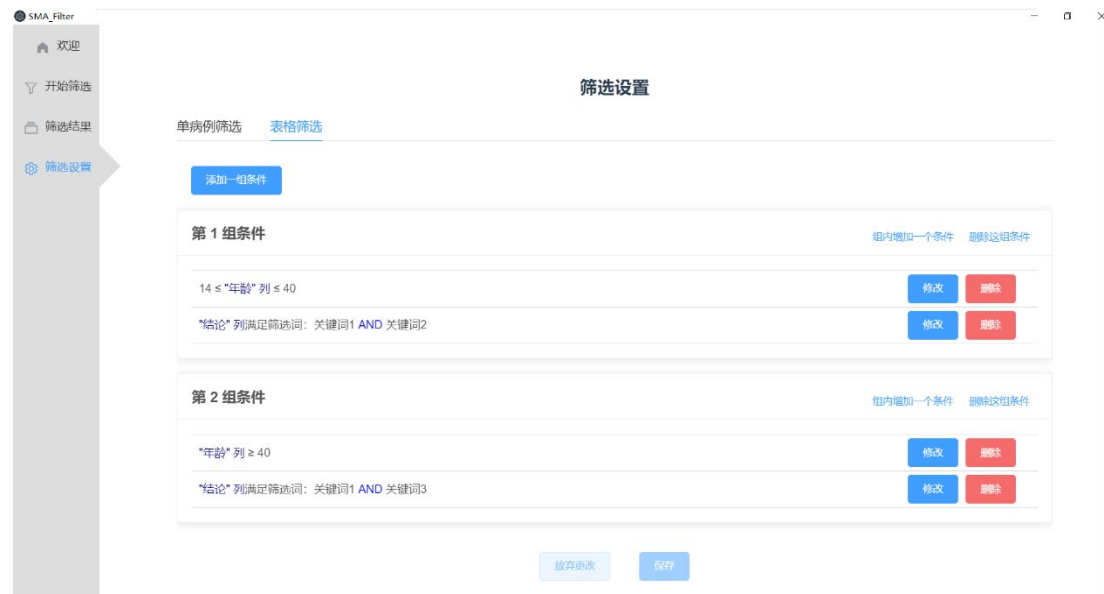 SMA_Filter
欢迎
开始筛选
筛选结果
筛选设置
筛选设置
单病例筛选 表格筛选
添加一组条件
第 1 组条件 组内增加一个条件 删除这组条件
14 ≤ "年龄" 列 ≤ 40 修改 删除
"结论" 列满足筛选词：关键词1 AND 关键词2 修改 删除
第 2 组条件 组内增加一个条件 删除这组条件
"年龄" 列 ≥ 40 修改 删除
"结论" 列满足筛选词：关键词1 AND 关键词3 修改 删除
放弃更改 保存